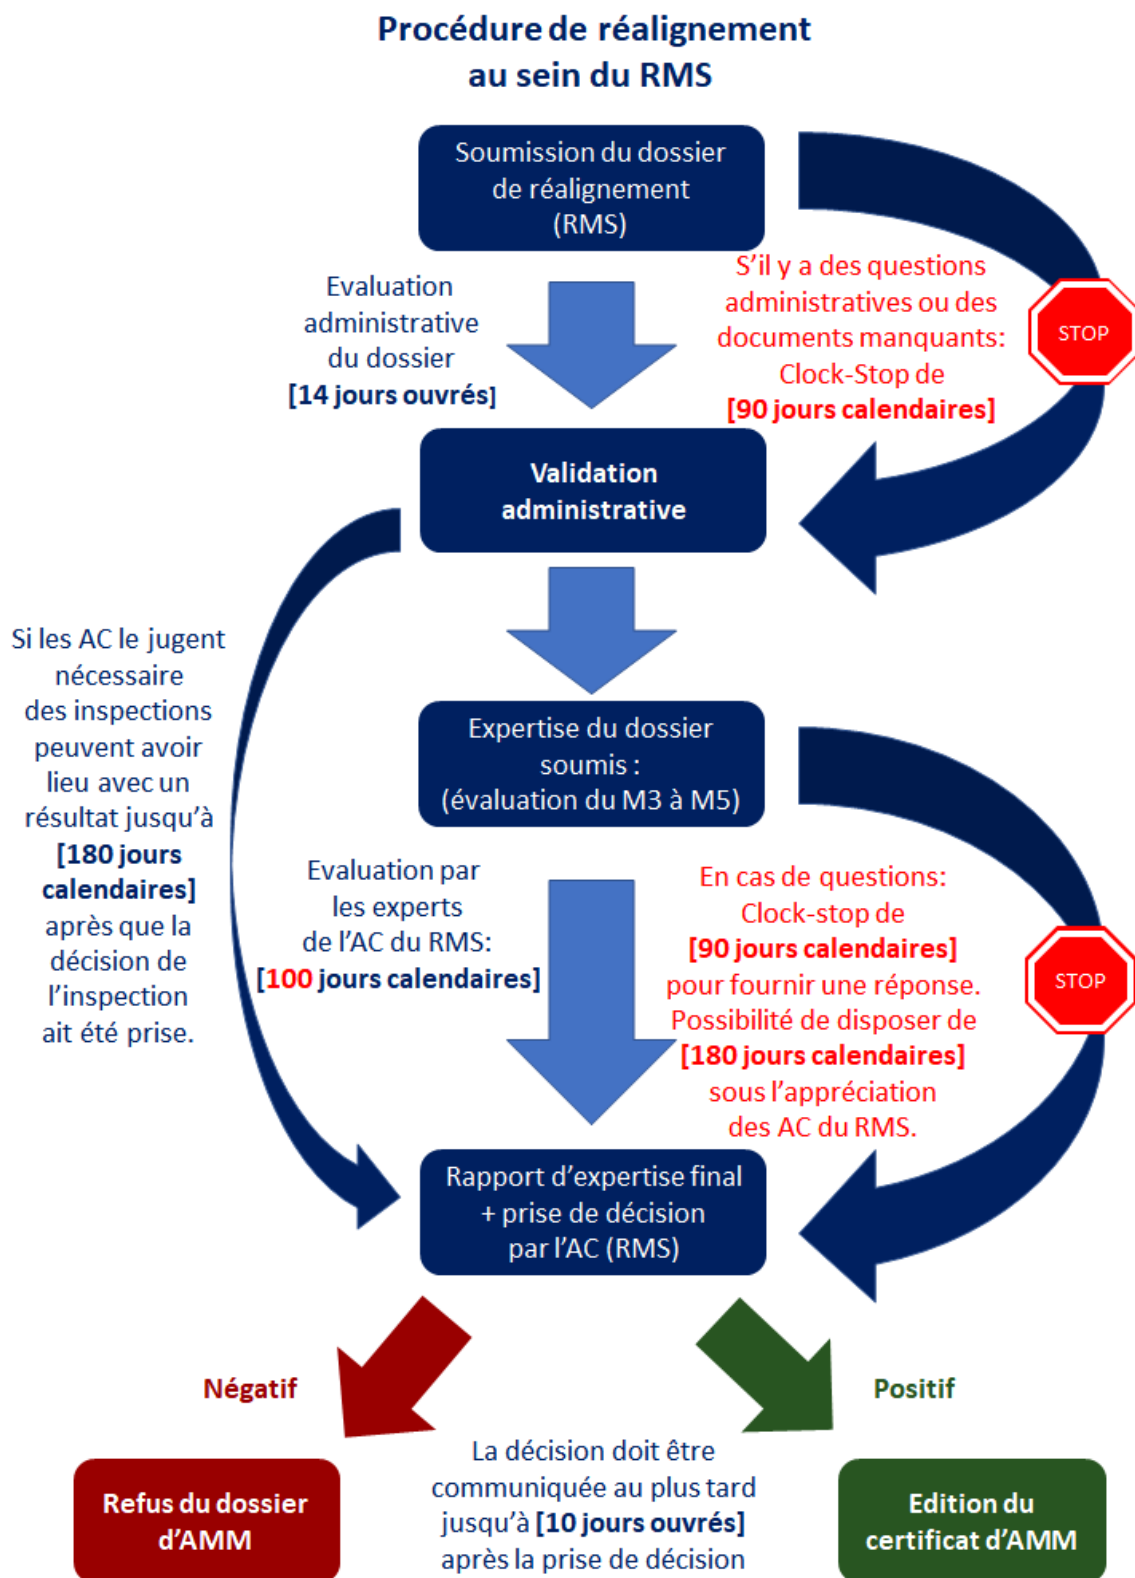 Procédure de réalignement
au sein du RMS
Soumission du dossier
de réalignement
(RMS)
Evaluation
administrative
du dossier
[14 jours ouvrés]
S’il y a des questions
administratives ou des
documents manquants:
Clock-Stop de
[90 jours calendaires]
STOP
Validation
administrative
Si les AC le jugent
nécessaire
des inspections
peuvent avoir
lieu avec un
résultat jusqu’à
[180 jours
calendaires]
après que la
décision de
l’inspection
ait été prise.
Expertise du dossier
soumis :
(évaluation du M3 à M5)
Evaluation par
les experts
de l’AC du RMS:
[100 jours calendaires]
En cas de questions:
Clock-stop de
[90 jours calendaires]
pour fournir une réponse.
Possibilité de disposer de
[180 jours calendaires]
sous l’appréciation
des AC du RMS.
STOP
Rapport d’expertise final
+ prise de décision
par l’AC (RMS)
Négatif
Positif
Refus du dossier
d’AMM
La décision doit être
communiquée au plus tard
jusqu’à [10 jours ouvrés]
après la prise de décision
Edition du
certificat d’AMM